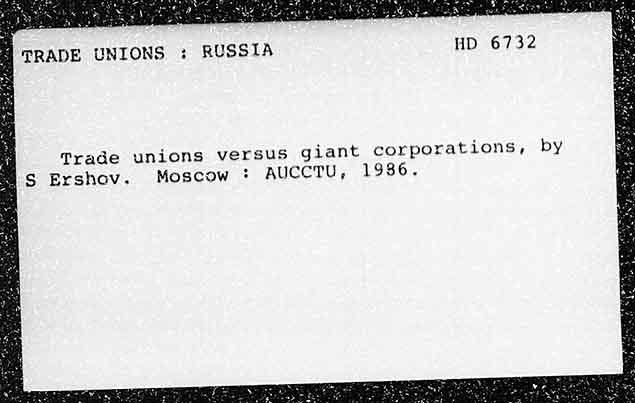 TRADE UNIONS : RUSSIA HD 6732
Trade unions versus giant corporations, by
S Ershov. Moscow : AUCCTU, 1986.